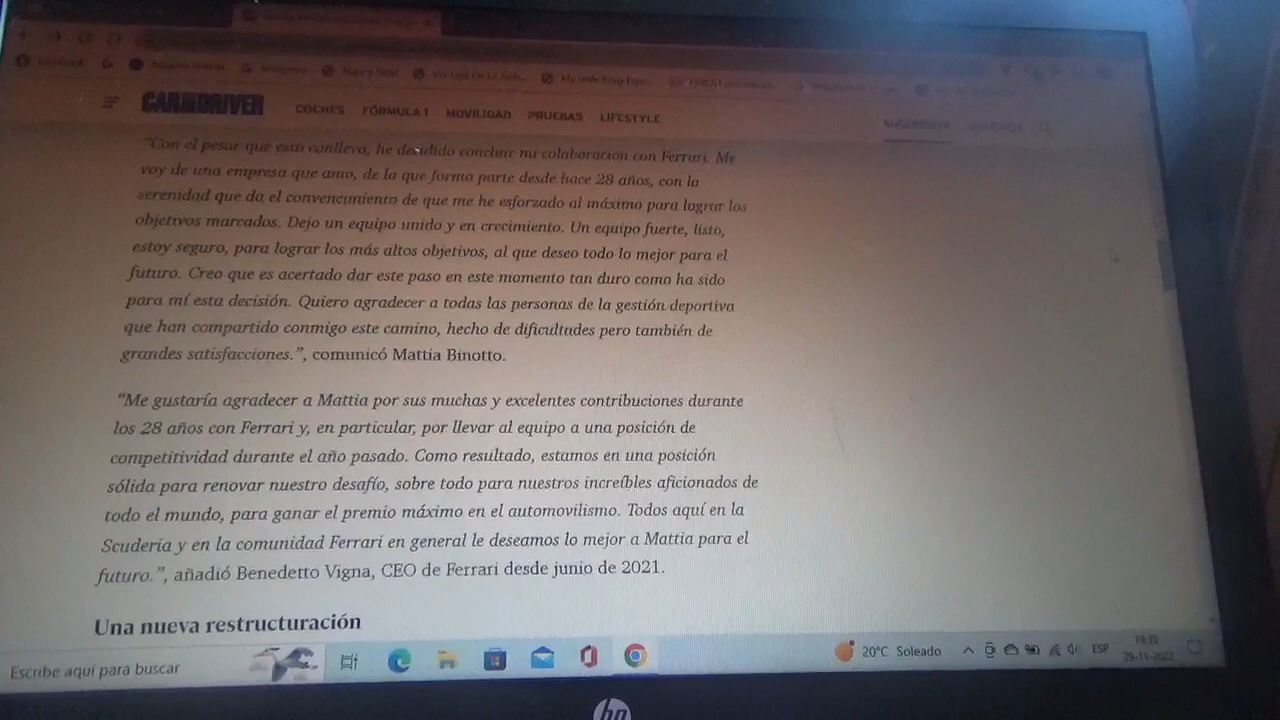 Facebook
CAR AND DRIVER COCHES FÓRMULA 1 MOVILIDAD PRUEBAS LIFESTYLE
"Con el pesar que esto conlleva, he decidido concluir mi colaboración con Ferrari. Me
voy de una empresa que amo, de la que formo parte desde hace 28 años, con la
serenidad que da el convencimiento de que me he esforzado al máximo para lograr los
objetivos marcados. Dejo un equipo unido y en crecimiento. Un equipo fuerte, listo,
estoy seguro, para lograr los más altos objetivos, al que deseo todo lo mejor para el
futuro. Creo que es acertado dar este paso en este momento tan duro como ha sido
para mí esta decisión. Quiero agradecer a todas las personas de la gestión deportiva
que han compartido conmigo este camino, hecho de dificultades pero también de
grandes satisfacciones.", comunicó Mattia Binotto.
"Me gustaría agradecer a Mattia por sus muchas y excelentes contribuciones durante
los 28 años con Ferrari y, en particular, por llevar al equipo a una posición de
competitividad durante el año pasado. Como resultado, estamos en una posición
sólida para renovar nuestro desafío, sobre todo para nuestros increíbles aficionados de
todo el mundo, para ganar el premio máximo en el automovilismo. Todos aquí en la
Scuderia y en la comunidad Ferrari en general le deseamos lo mejor a Mattia para el
futuro.", añadió Benedetto Vigna, CEO de Ferrari desde junio de 2021.
Una nueva restructuración
Escribe aquí para buscar
20°C Soleado
ESP
29-11-2022
hp